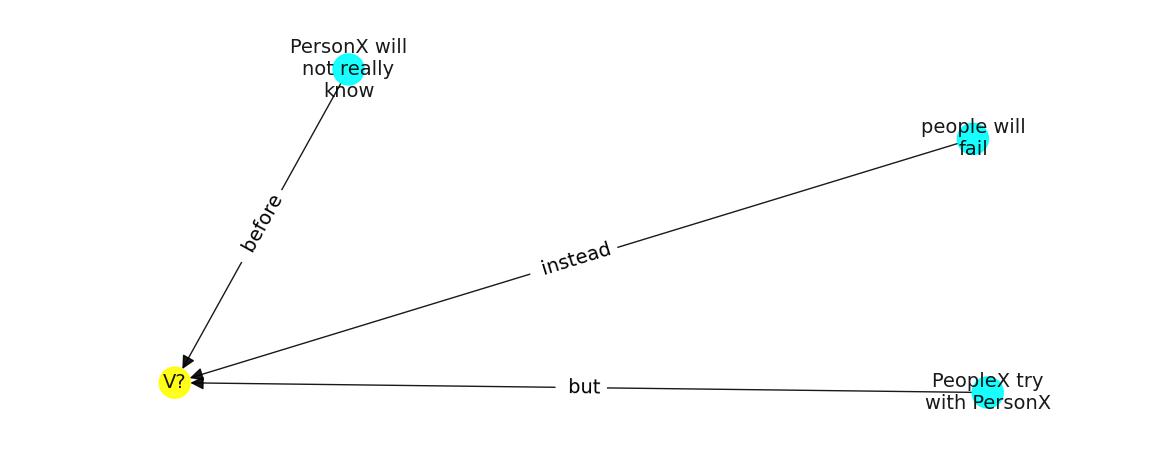 PersonX will
not really
know
people will
fail
before
instead
V?
but
PeopleX try
with PersonX